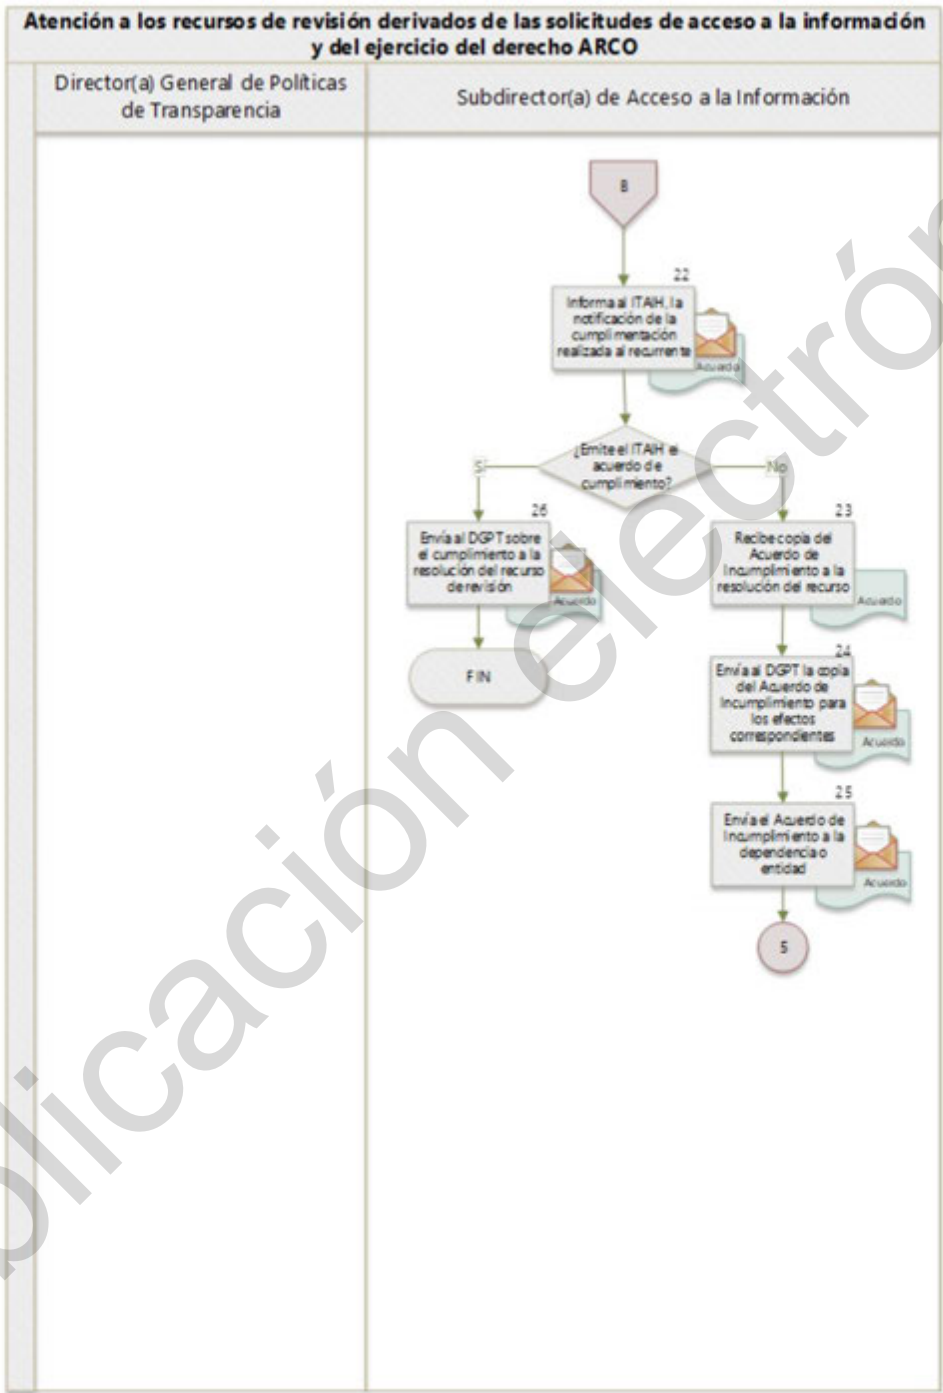 Atención a los recursos de revisión derivados de las solicitudes de acceso a la información
y del ejercicio del derecho ARCO
Director(a) General de Políticas
de Transparencia
Subdirector(a) de Acceso a la Información
B
22
Informa al ITAIH, la
notificación de la
cumplimentación
realizada al recurrente
Acuerdo
¿Emite el ITAIH el
acuerdo de
cumplimiento?
Sí
No
26
Envía al DGPT sobre
el cumplimiento a la
resolución del recurso
de revisión
Acuerdo
FIN
23
Recibe copia del
Acuerdo de
Incumplimiento a la
resolución del recurso
Acuerdo
24
Envía al DGPT la copia
del Acuerdo de
Incumplimiento para
los efectos
correspondientes
Acuerdo
25
Envía el Acuerdo de
Incumplimiento a la
dependencia o
entidad
Acuerdo
5
plicación electrón